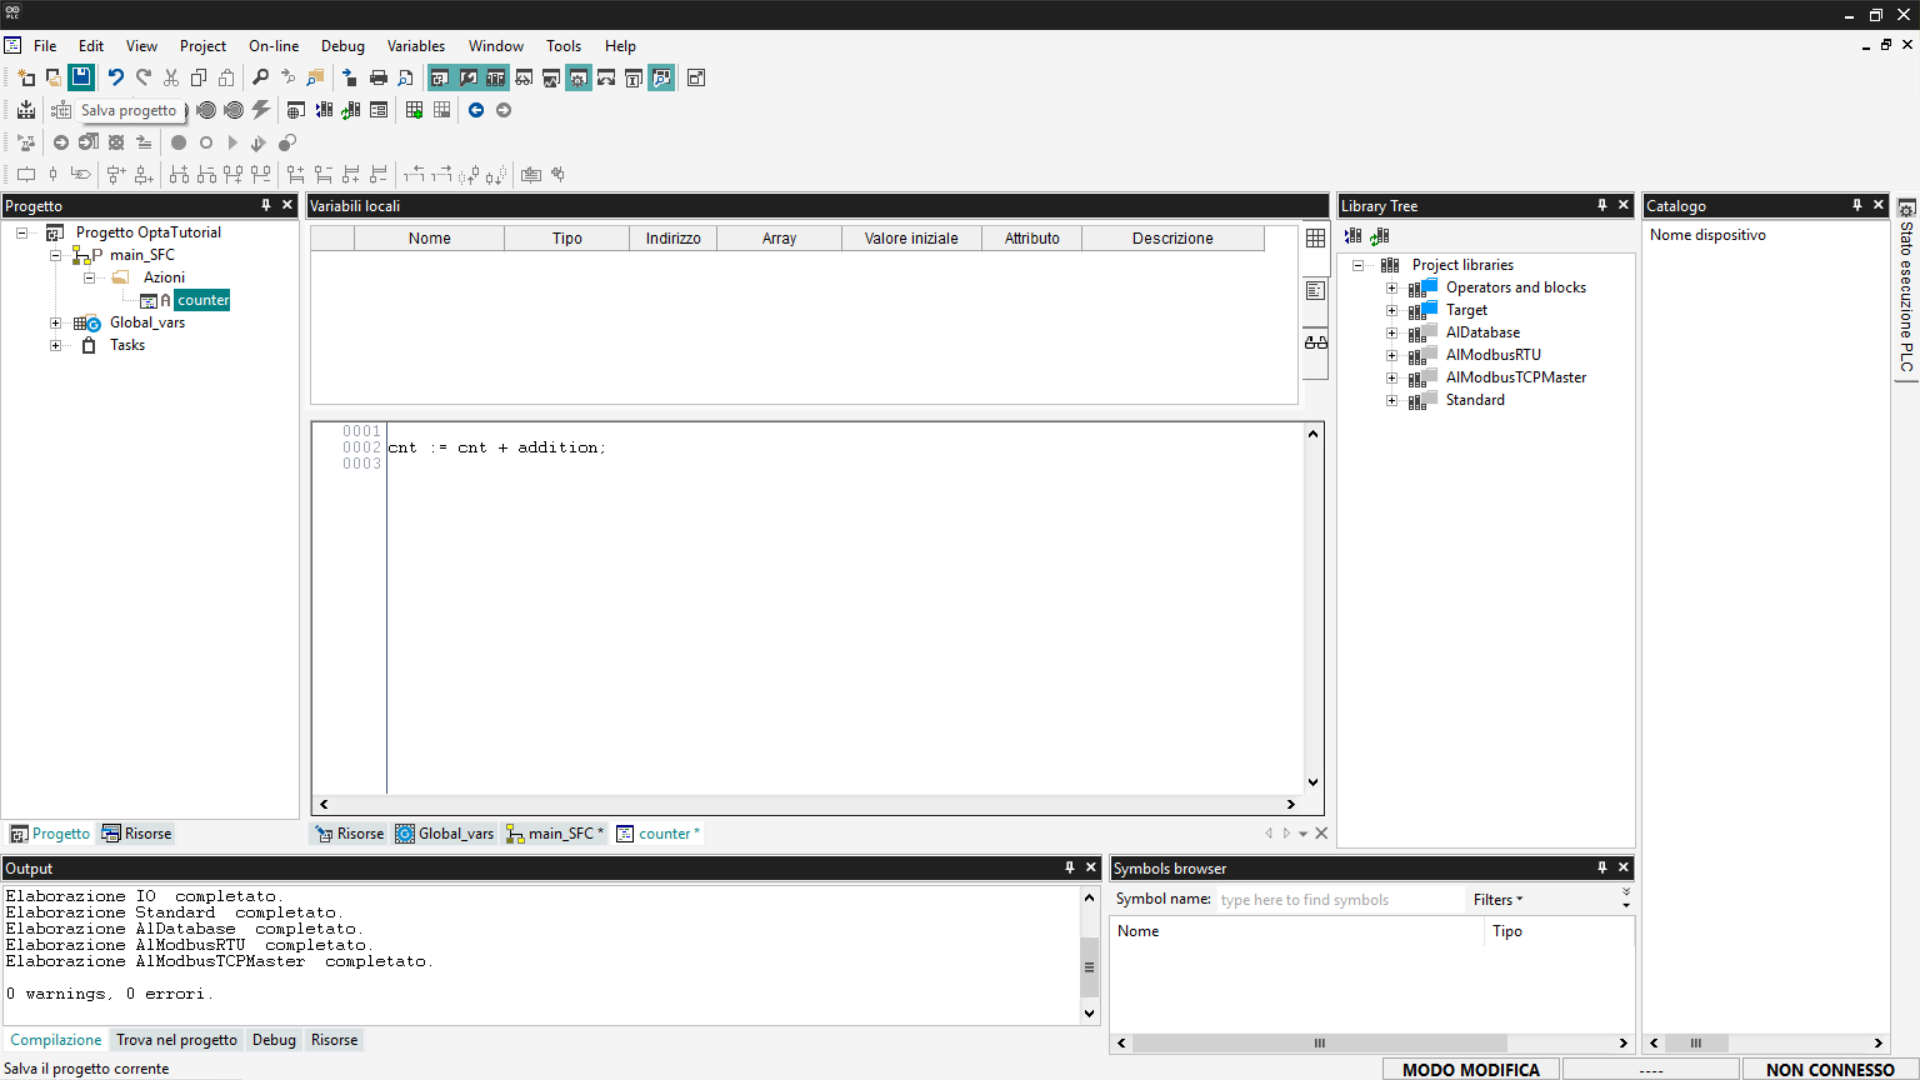 PLC
File Edit View Project On-line Debug Variables Window Tools Help
Salva progetto
Progetto
Progetto OptaTutorial
P main_SFC
Azioni
A counter
Global_vars
Tasks
Progetto Risorse
Variabili locali
Nome Tipo Indirizzo Array Valore iniziale Attributo Descrizione
0001
0002 cnt := cnt + addition;
0003
Risorse Global_vars main_SFC * counter *
Library Tree
Project libraries
Operators and blocks
Target
AlDatabase
AlModbusRTU
AlModbusTCPMaster
Standard
Catalogo
Nome dispositivo
Stato esecuzione PLC
Output
Elaborazione IO completato.
Elaborazione Standard completato.
Elaborazione AlDatabase completato.
Elaborazione AlModbusRTU completato.
Elaborazione AlModbusTCPMaster completato.
0 warnings, 0 errori.
Compilazione Trova nel progetto Debug Risorse
Symbols browser
Symbol name: type here to find symbols Filters
Nome Tipo
Salva il progetto corrente
MODO MODIFICA ---- NON CONNESSO